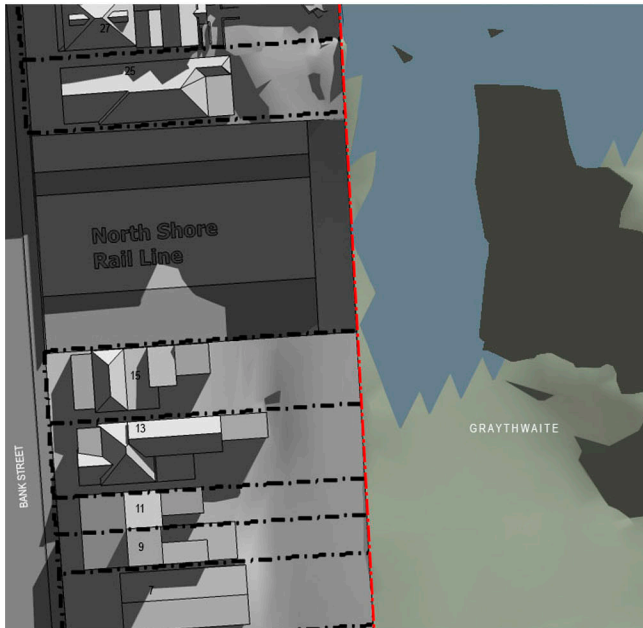 27
25
North Shore
Rail Line
15
13
GRAYTHWAITE
BANK STREET
11
9
7